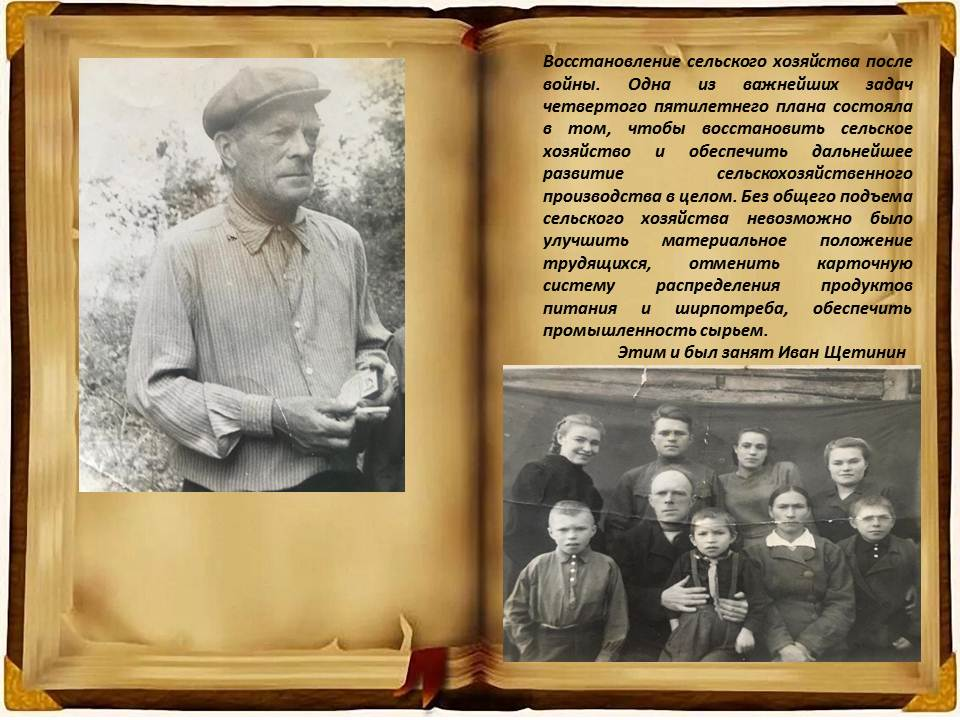 Восстановление сельского хозяйства после
войны. Одна из важнейших задач
четвертого пятилетнего плана состояла
в том, чтобы восстановить сельское
хозяйство и обеспечить дальнейшее
развитие сельскохозяйственного
производства в целом. Без общего подъема
сельского хозяйства невозможно было
улучшить материальное положение
трудящихся, отменить карточную
систему распределения продуктов
питания и ширпотреба, обеспечить
промышленность сырьем.
Этим и был занят Иван Щетинин